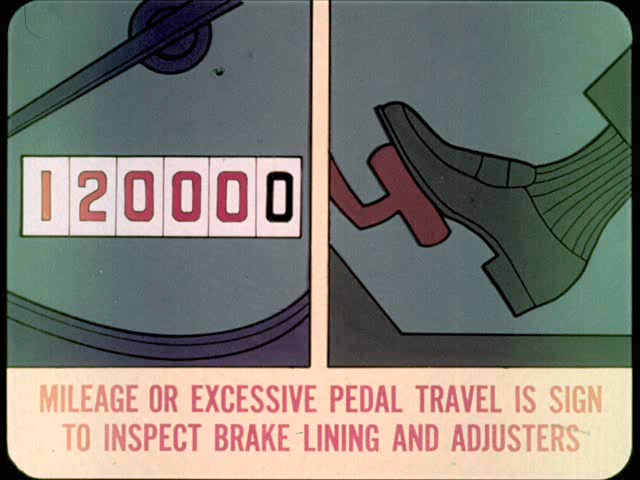 120000
MILEAGE OR EXCESSIVE PEDAL TRAVEL IS SIGN
TO INSPECT BRAKE LINING AND ADJUSTERS